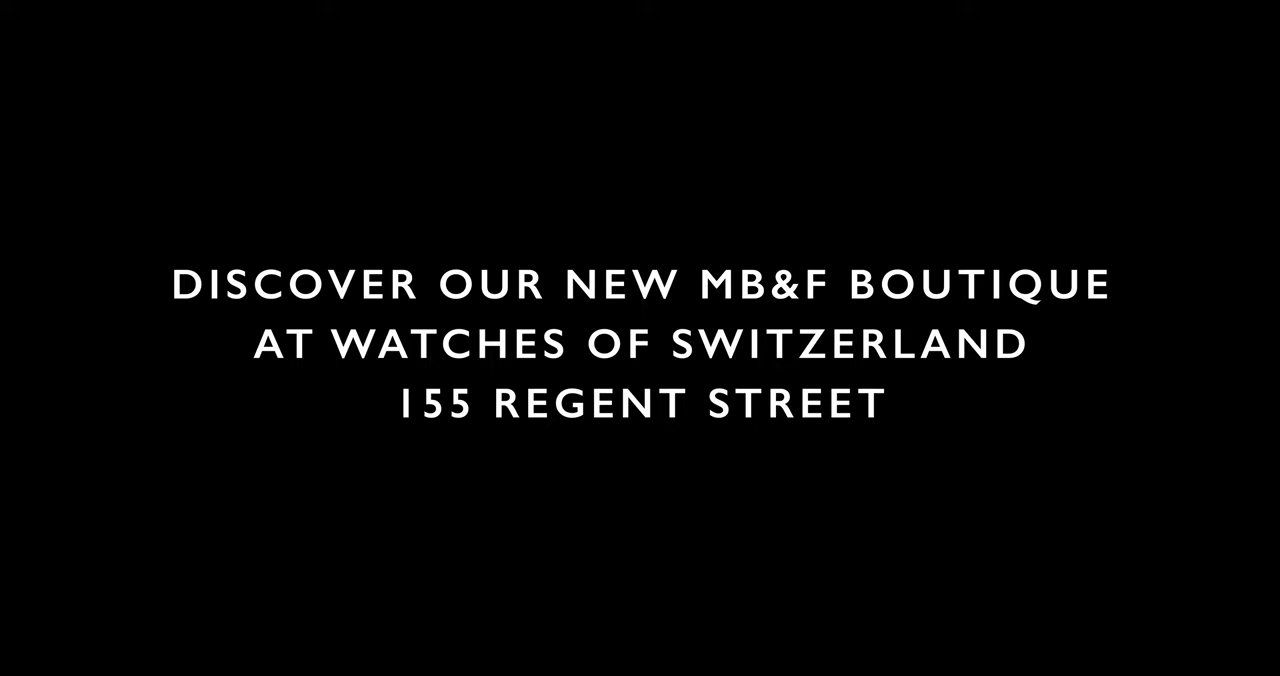 DISCOVER OUR NEW MB&F BOUTIQUE
AT WATCHES OF SWITZERLAND
155 REGENT STREET